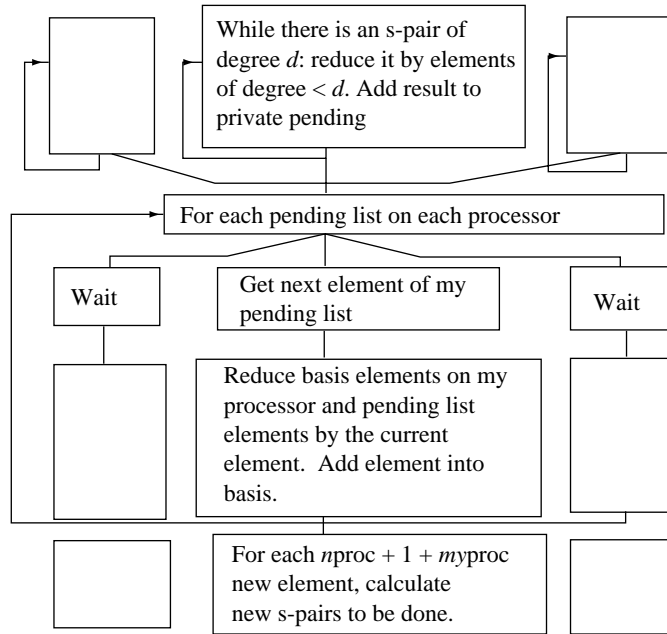 While there is an s-pair of
degree d: reduce it by elements
of degree < d. Add result to
private pending
For each pending list on each processor
Wait
Get next element of my
pending list
Wait
Reduce basis elements on my
processor and pending list
elements by the current
element. Add element into
basis.
For each nproc + 1 + myproc
new element, calculate
new s-pairs to be done.